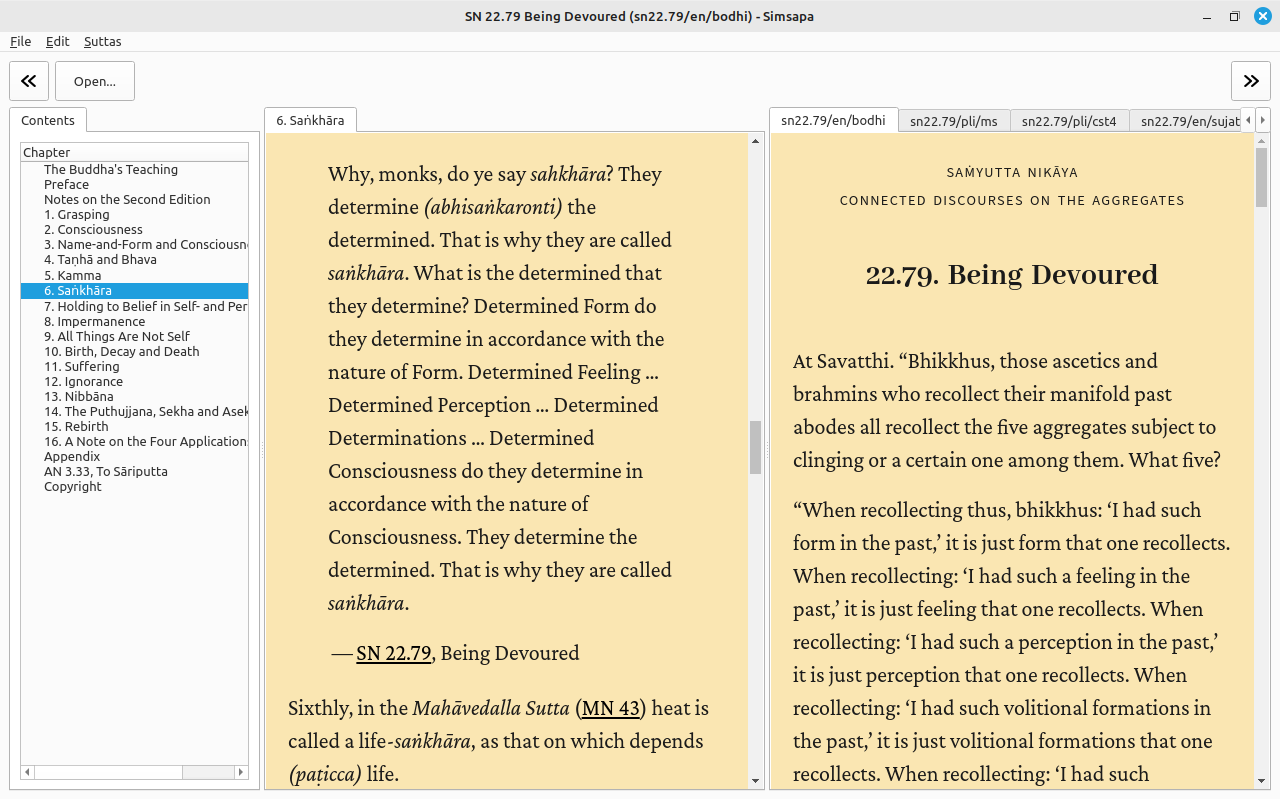 SN 22.79 Being Devoured (sn22.79/en/bodhi) - Simsapa
File Edit Suttas
Open...
Contents
Chapter
The Buddha's Teaching
Preface
Notes on the Second Edition
1. Grasping
2. Consciousness
3. Name-and-Form and Consciousn
4. Taṇhā and Bhava
5. Kamma
6. Saṅkhāra
7. Holding to Belief in Self- and Per
8. Impermanence
9. All Things Are Not Self
10. Birth, Decay and Death
11. Suffering
12. Ignorance
13. Nibbāna
14. The Puthujjana, Sekha and Asek
15. Rebirth
16. A Note on the Four Application
Appendix
AN 3.33, To Sāriputta
Copyright
6. Saṅkhāra
Why, monks, do ye say sahkhāra? They
determine (abhisaṅkaronti) the
determined. That is why they are called
saṅkhāra. What is the determined that
they determine? Determined Form do
they determine in accordance with the
nature of Form. Determined Feeling ...
Determined Perception ... Determined
Determinations ... Determined
Consciousness do they determine in
accordance with the nature of
Consciousness. They determine the
determined. That is why they are called
saṅkhāra.
— SN 22.79, Being Devoured
Sixthly, in the Mahāvedalla Sutta (MN 43) heat is
called a life-saṅkhāra, as that on which depends
(paṭicca) life.
sn22.79/en/bodhi sn22.79/pli/ms sn22.79/pli/cst4 sn22.79/en/sujat
SAṀYUTTA NIKĀYA
CONNECTED DISCOURSES ON THE AGGREGATES
22.79. Being Devoured
At Savatthi. “Bhikkhus, those ascetics and
brahmins who recollect their manifold past
abodes all recollect the five aggregates subject to
clinging or a certain one among them. What five?
“When recollecting thus, bhikkhus: ‘I had such
form in the past,’ it is just form that one recollects.
When recollecting: ‘I had such a feeling in the
past,’ it is just feeling that one recollects. When
recollecting: ‘I had such a perception in the past,’
it is just perception that one recollects. When
recollecting: ‘I had such volitional formations in
the past,’ it is just volitional formations that one
recollects. When recollecting: ‘I had such